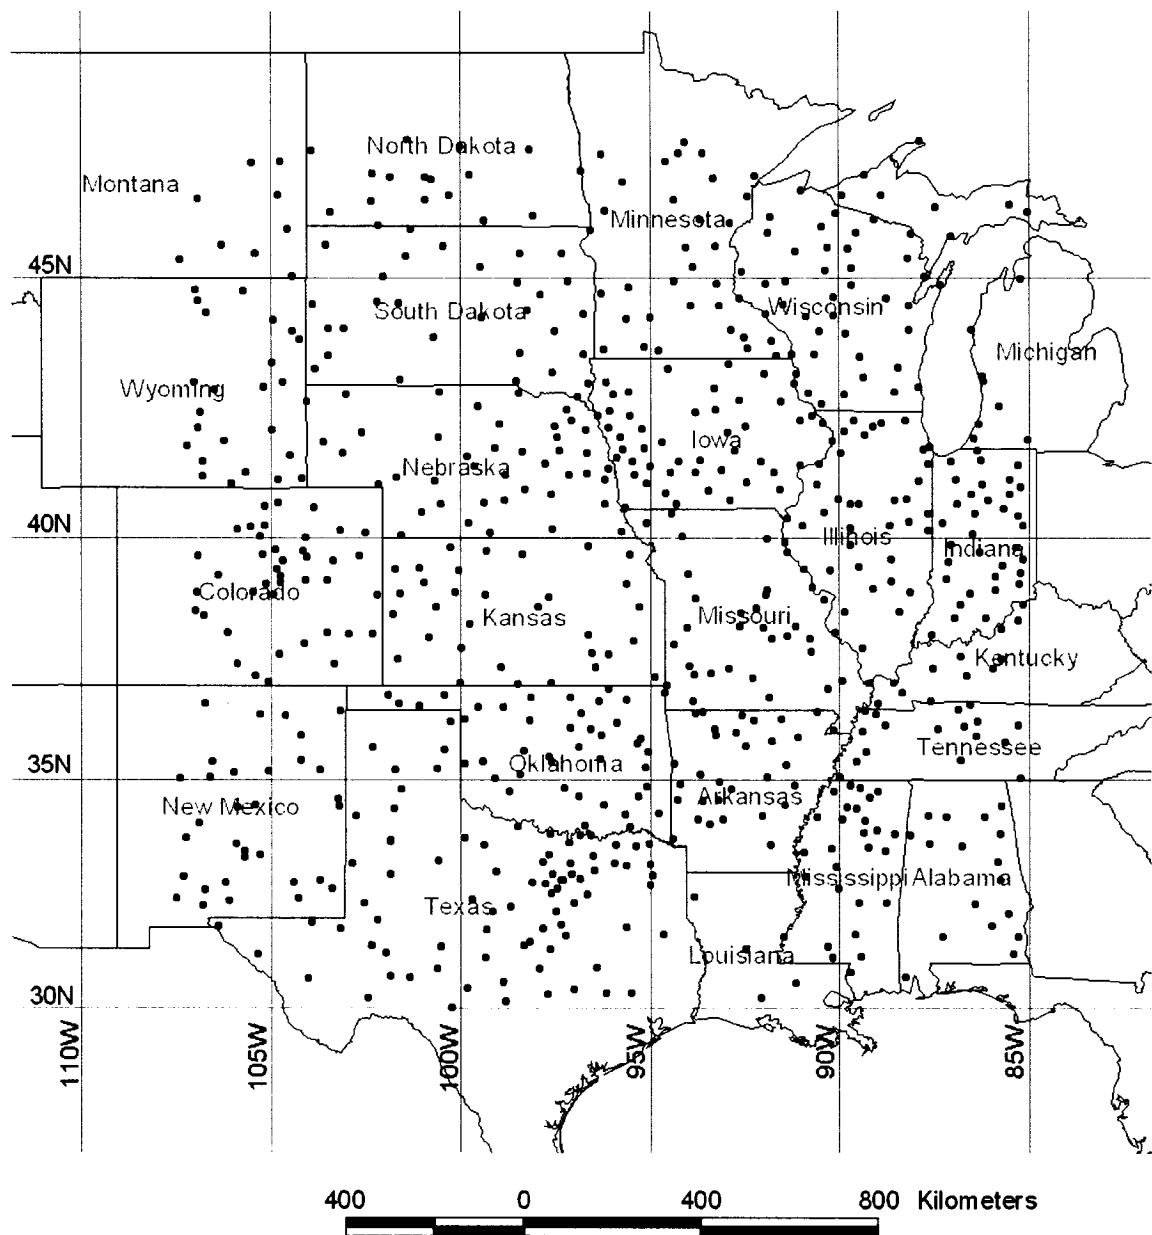 North Dakota
Montana
Minnesota
45N
South Dakota
Wisconsin
Michigan
Wyoming
Iowa
Nebraska
40N
Illinois
Indiana
Colorado
Kansas
Missouri
Kentucky
Tennessee
35N
Oklahoma
New Mexico
Arkansas
Mississippi
Alabama
Texas
Louisiana
30N
110W
105W
100W
95W
90W
85W
400 0 400 800 Kilometers